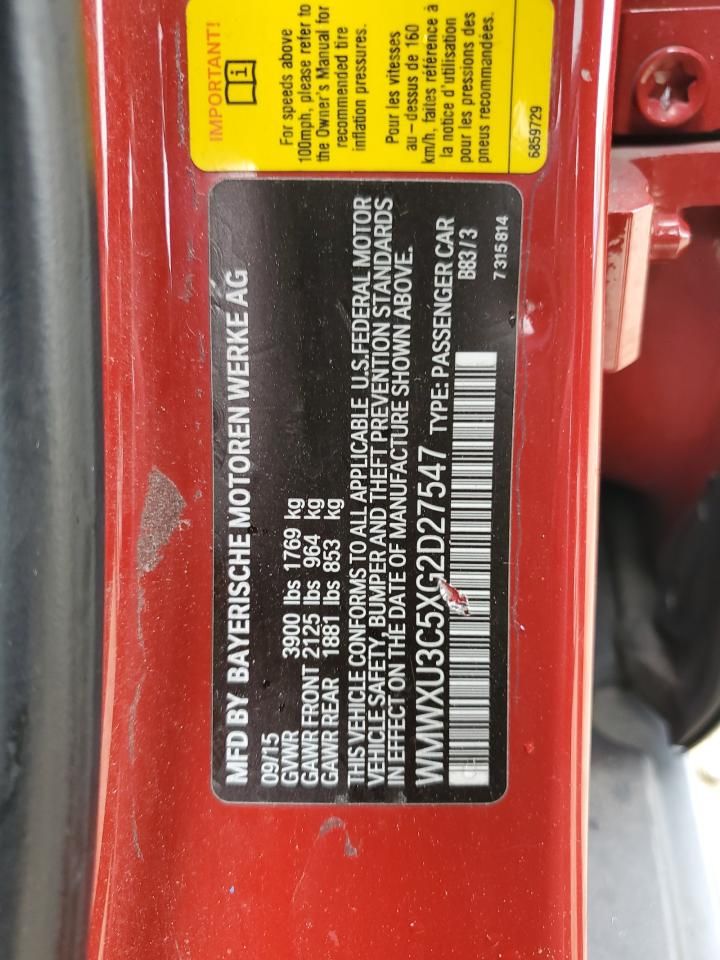 IMPORTANT!
For speeds above
100mph, please refer to
the Owner's Manual for
recommended tire
inflation pressures.
Pour les vitesses
au - dessus de 160
km/h, faites référence à
la notice d'utilisation
pour les pressions des
pneus recommandées.
6859729
MFD BY BAYERISCHE MOTOREN WERKE AG
09/15
GVWR 3900 lbs 1769 kg
GAWR FRONT 2125 lbs 964 kg
GAWR REAR 1881 lbs 853 kg
THIS VEHICLE CONFORMS TO ALL APPLICABLE U.S.FEDERAL MOTOR
VEHICLE SAFETY, BUMPER AND THEFT PREVENTION STANDARDS
IN EFFECT ON THE DATE OF MANUFACTURE SHOWN ABOVE.
WMWXU3C5XG2D27547 TYPE: PASSENGER CAR
B83 / 3
7 315 814